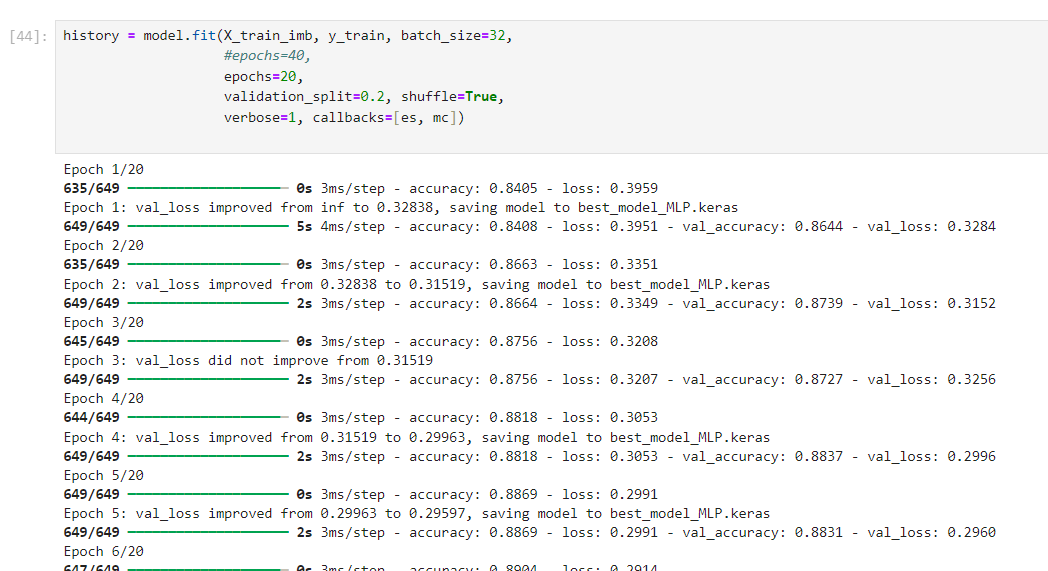 [44]: history = model.fit(X_train_imb, y_train, batch_size=32,
#epochs=40,
epochs=20,
validation_split=0.2, shuffle=True,
verbose=1, callbacks=[es, mc])
Epoch 1/20
635/649 0s 3ms/step - accuracy: 0.8405 - loss: 0.3959
Epoch 1: val_loss improved from inf to 0.32838, saving model to best_model_MLP.keras
649/649 5s 4ms/step - accuracy: 0.8408 - loss: 0.3951 - val_accuracy: 0.8644 - val_loss: 0.3284
Epoch 2/20
635/649 0s 3ms/step - accuracy: 0.8663 - loss: 0.3351
Epoch 2: val_loss improved from 0.32838 to 0.31519, saving model to best_model_MLP.keras
649/649 2s 3ms/step - accuracy: 0.8664 - loss: 0.3349 - val_accuracy: 0.8739 - val_loss: 0.3152
Epoch 3/20
645/649 0s 3ms/step - accuracy: 0.8756 - loss: 0.3208
Epoch 3: val_loss did not improve from 0.31519
649/649 2s 3ms/step - accuracy: 0.8756 - loss: 0.3207 - val_accuracy: 0.8727 - val_loss: 0.3256
Epoch 4/20
644/649 0s 3ms/step - accuracy: 0.8818 - loss: 0.3053
Epoch 4: val_loss improved from 0.31519 to 0.29963, saving model to best_model_MLP.keras
649/649 2s 3ms/step - accuracy: 0.8818 - loss: 0.3053 - val_accuracy: 0.8837 - val_loss: 0.2996
Epoch 5/20
649/649 0s 3ms/step - accuracy: 0.8869 - loss: 0.2991
Epoch 5: val_loss improved from 0.29963 to 0.29597, saving model to best_model_MLP.keras
649/649 2s 3ms/step - accuracy: 0.8869 - loss: 0.2991 - val_accuracy: 0.8831 - val_loss: 0.2960
Epoch 6/20
647/649 0s 3ms/step - accuracy: 0.8904 - loss: 0.2914